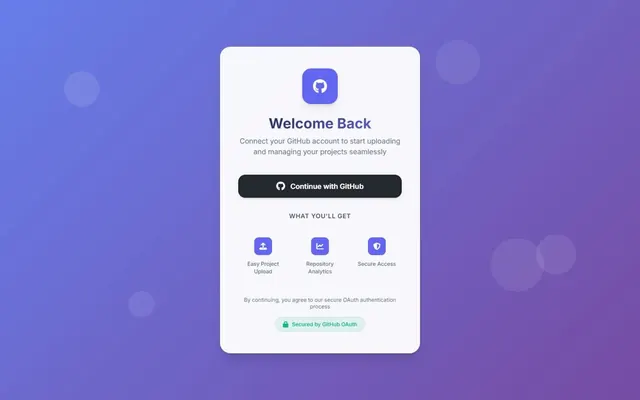 Welcome Back
Connect your GitHub account to start uploading
and managing your projects seamlessly
Continue with GitHub
WHAT YOU'LL GET
Easy Project
Upload
Repository
Analytics
Secure Access
By continuing, you agree to our secure OAuth authentication
process
Secured by GitHub OAuth